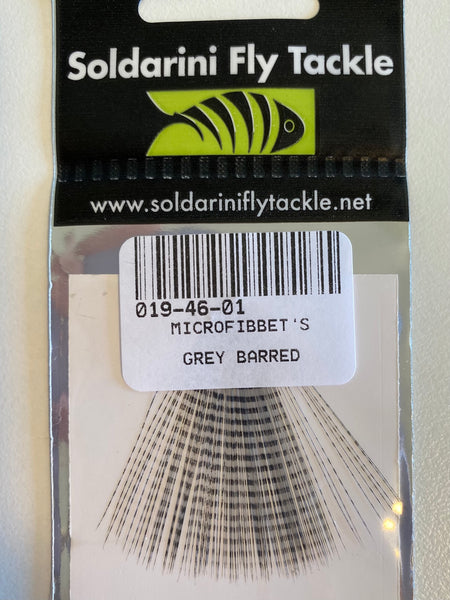 Soldarini Fly Tackle
www.soldariniflytackle.net
019-46-01
MICROFIBBET'S
GREY BARRED